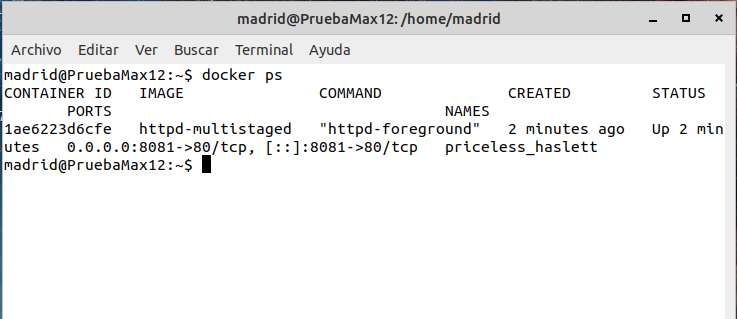 madrid@PruebaMax12: /home/madrid
Archivo Editar Ver Buscar Terminal Ayuda
madrid@PruebaMax12:~$ docker ps
CONTAINER ID   IMAGE               COMMAND              CREATED         STATUS
       PORTS                                     NAMES
1ae6223d6cfe   httpd-multistaged   "httpd-foreground"   2 minutes ago   Up 2 min
utes   0.0.0.0:8081->80/tcp, [::]:8081->80/tcp   priceless_haslett
madrid@PruebaMax12:~$